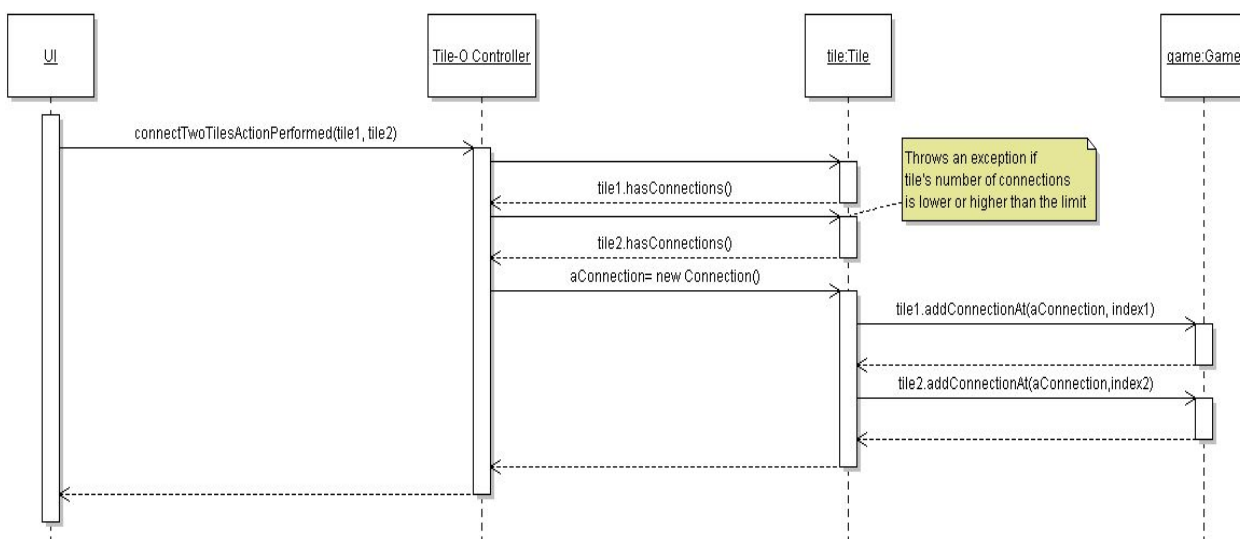 UI
Tile-O Controller
tile:Tile
game:Game
connectTwoTilesActionPerformed(tile1, tile2)
Throws an exception if
tile's number of connections
is lower or higher than the limit
tile1.hasConnections()
tile2.hasConnections()
aConnection= new Connection()
tile1.addConnectionAt(aConnection, index1)
tile2.addConnectionAt(aConnection,index2)